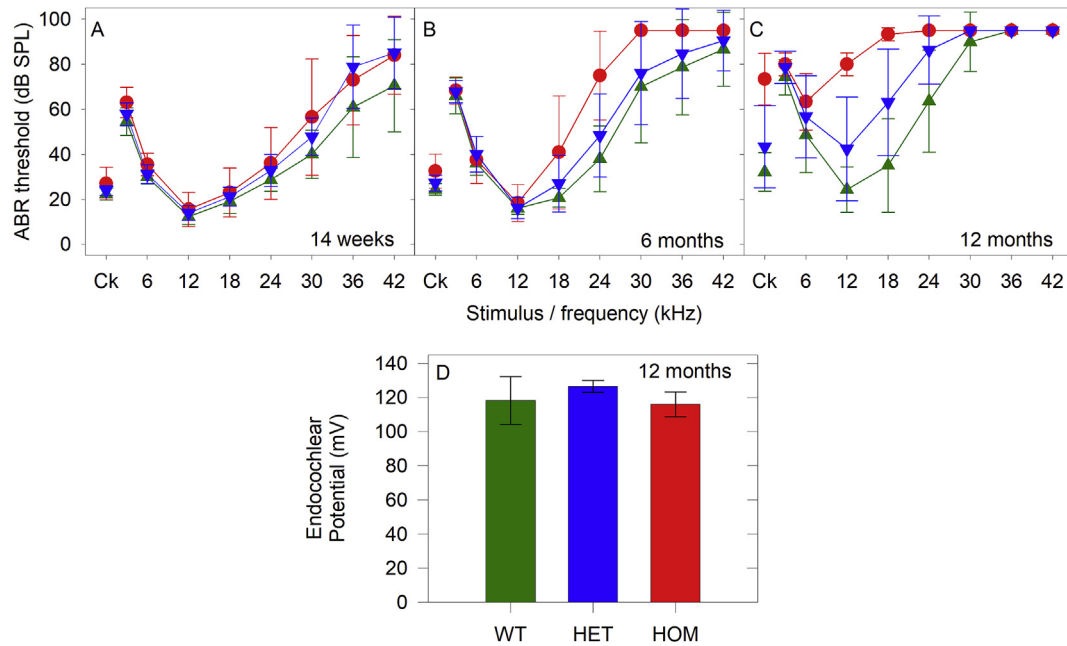 ABR threshold (dB SPL)
100
80
60
40
20
0
A
14 weeks
B
6 months
C
12 months
Ck 6 12 18 24 30 36 42
Ck 6 12 18 24 30 36 42
Ck 6 12 18 24 30 36 42
Stimulus / frequency (kHz)
Endocochlear
Potential (mV)
140
120
100
80
60
40
20
0
D
12 months
WT HET HOM